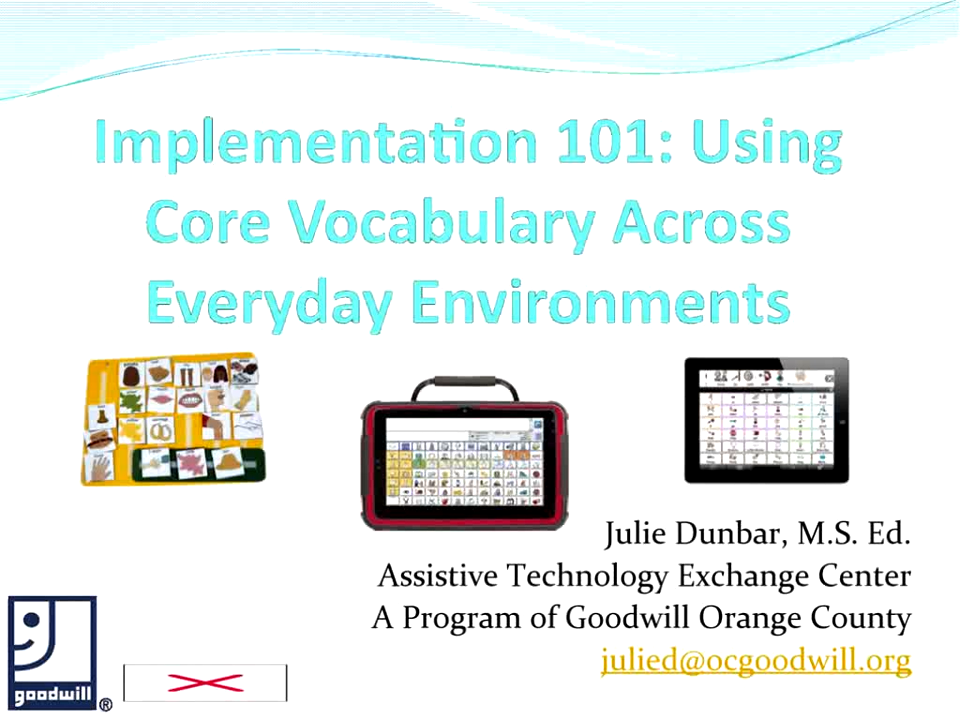 Implementation 101: Using
Core Vocabulary Across
Everyday Environments
Julie Dunbar, M.S. Ed.
Assistive Technology Exchange Center
A Program of Goodwill Orange County
julied@ocgoodwill.org
goodwill®